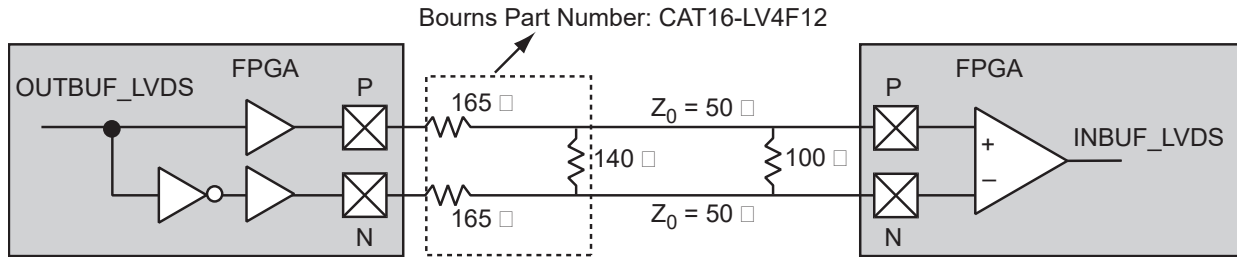 Bourns Part Number: CAT16-LV4F12
FPGA
FPGA
OUTBUF_LVDS
P
165 □
Z0 = 50 □
P
140 □
100 □
+
−
INBUF_LVDS
N
165 □
Z0 = 50 □
N